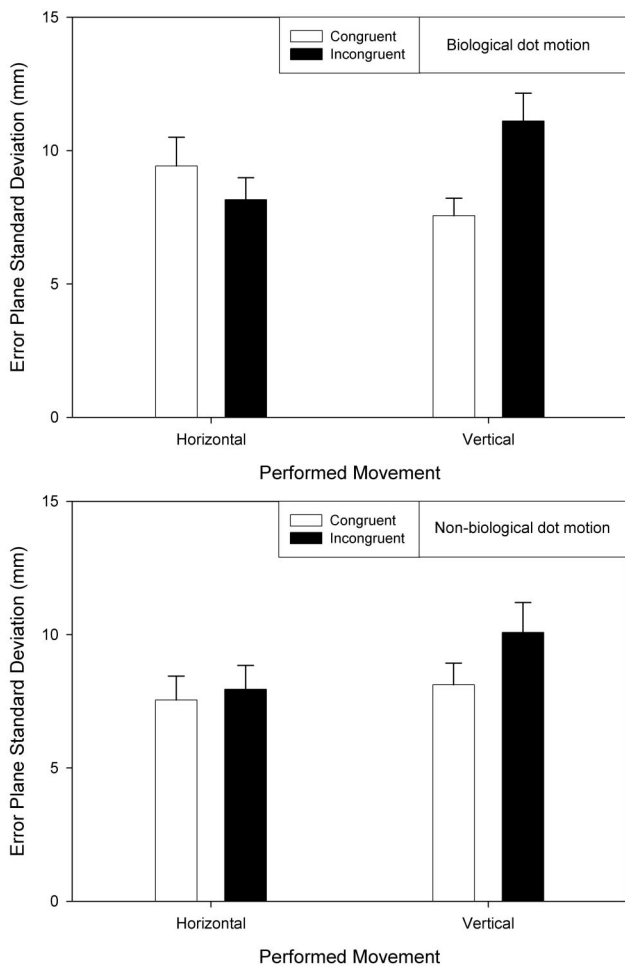 15
Congruent
Incongruent
Biological dot motion
10
5
0
Error Plane Standard Deviation (mm)
Horizontal
Vertical
Performed Movement
15
Congruent
Incongruent
Non-biological dot motion
10
5
0
Error Plane Standard Deviation (mm)
Horizontal
Vertical
Performed Movement